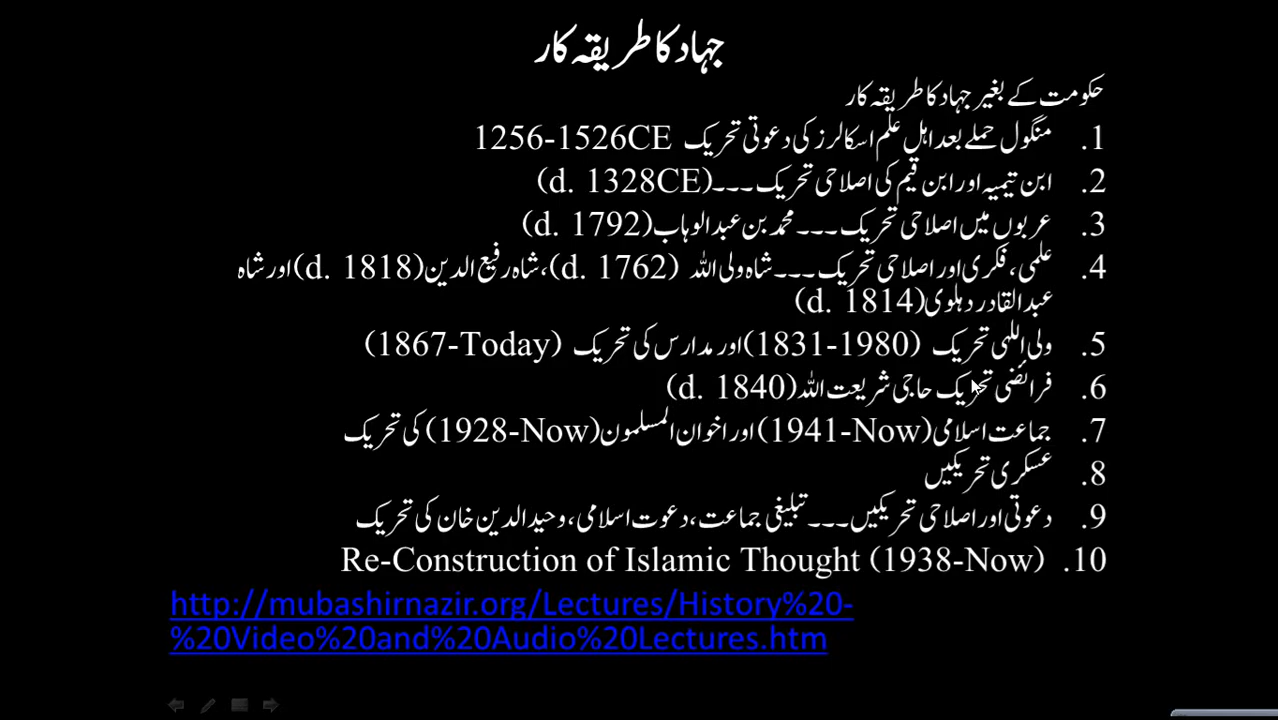 جہاد کا طریقہ کار
حکومت کے بغیر جہاد کا طریقہ کار
1. منگول حملے بعد اہل علم اسکالرز کی دعوتی تحریک 1256-1526CE
2. ابن تیمیہ اور ابن قیم کی اصلاحی تحریک۔۔۔(d. 1328CE)
3. عربوں میں اصلاحی تحریک۔۔۔ محمد بن عبدالوہاب(d. 1792)
4. علمی، فکری اور اصلاحی تحریک۔۔۔ شاہ ولی اللہ (d. 1762)، شاہ رفیع الدین(d. 1818) اور شاہ
عبدالقادر دہلوی(d. 1814)
5. ولی اللہی تحریک (1831-1980) اور مدارس کی تحریک (1867-Today)
6. فرائضی تحریک حاجی شریعت اللہ(d. 1840)
7. جماعت اسلامی(1941-Now) اور اخوان المسلمون(1928-Now) کی تحریک
8. عسکری تحریکیں
9. دعوتی اور اصلاحی تحریکیں۔۔۔ تبلیغی جماعت، دعوت اسلامی، وحید الدین خان کی تحریک
10. Re-Construction of Islamic Thought (1938-Now)
http://mubashirnazir.org/Lectures/History%20-
%20Video%20and%20Audio%20Lectures.htm